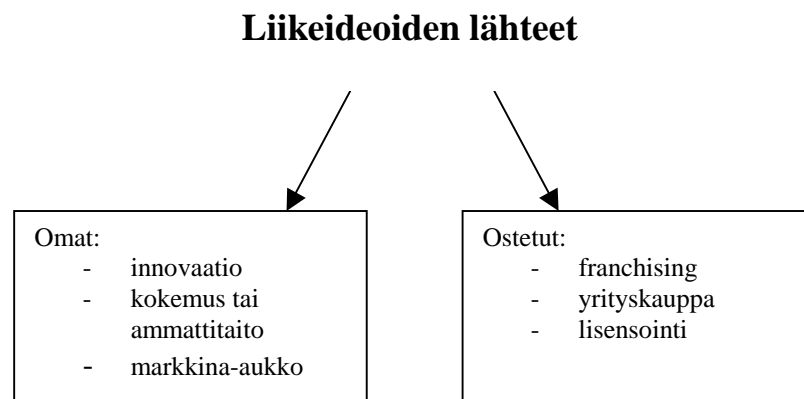 Liikeideoiden lähteet
Omat:
- innovaatio
- kokemus tai
ammattitaito
- markkina-aukko
Ostetut:
- franchising
- yrityskauppa
- lisensointi